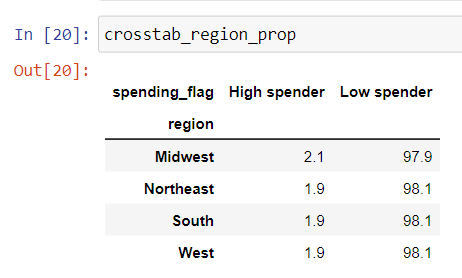 In [20]: crosstab_region_prop
Out[20]:
spending_flag High spender Low spender
region
Midwest 2.1 97.9
Northeast 1.9 98.1
South 1.9 98.1
West 1.9 98.1